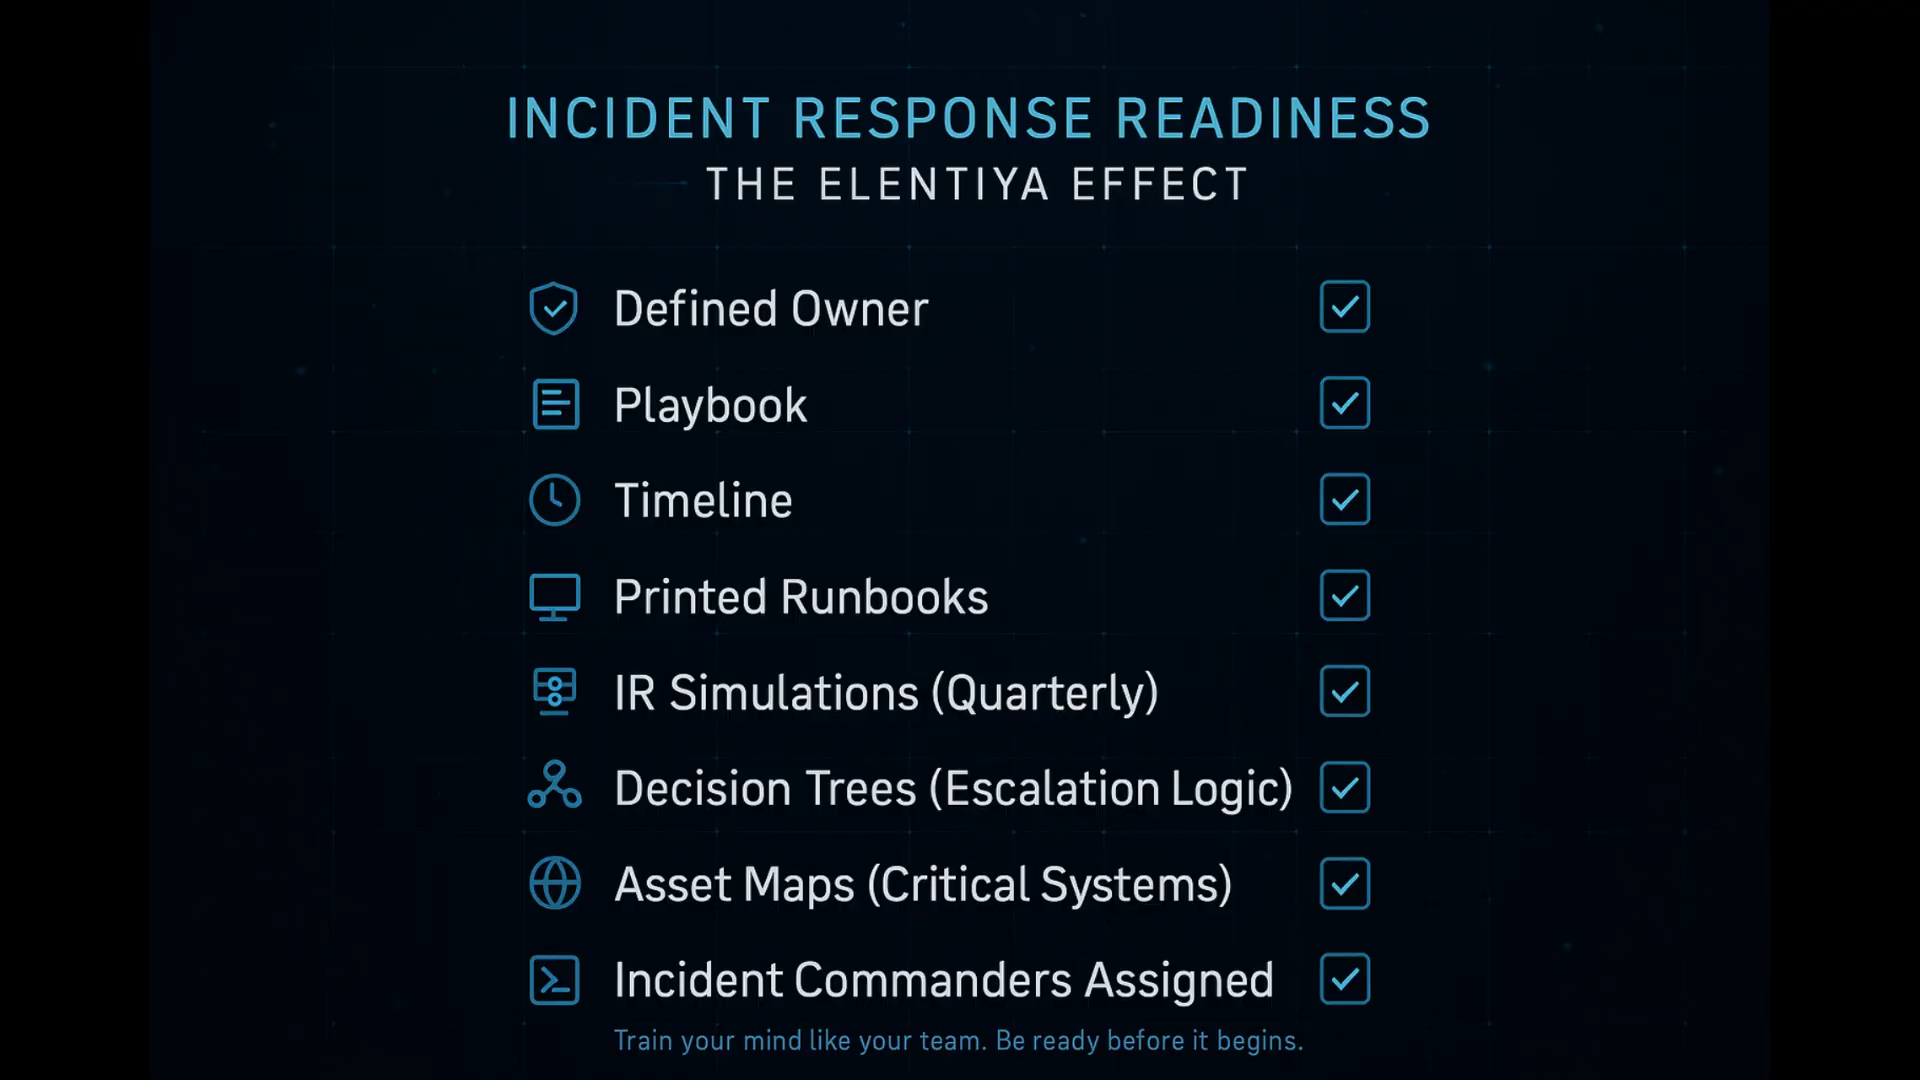 INCIDENT RESPONSE READINESS
THE ELENTIYA EFFECT
Defined Owner
Playbook
Timeline
Printed Runbooks
IR Simulations (Quarterly)
Decision Trees (Escalation Logic)
Asset Maps (Critical Systems)
Incident Commanders Assigned
Train your mind like your team. Be ready before it begins.